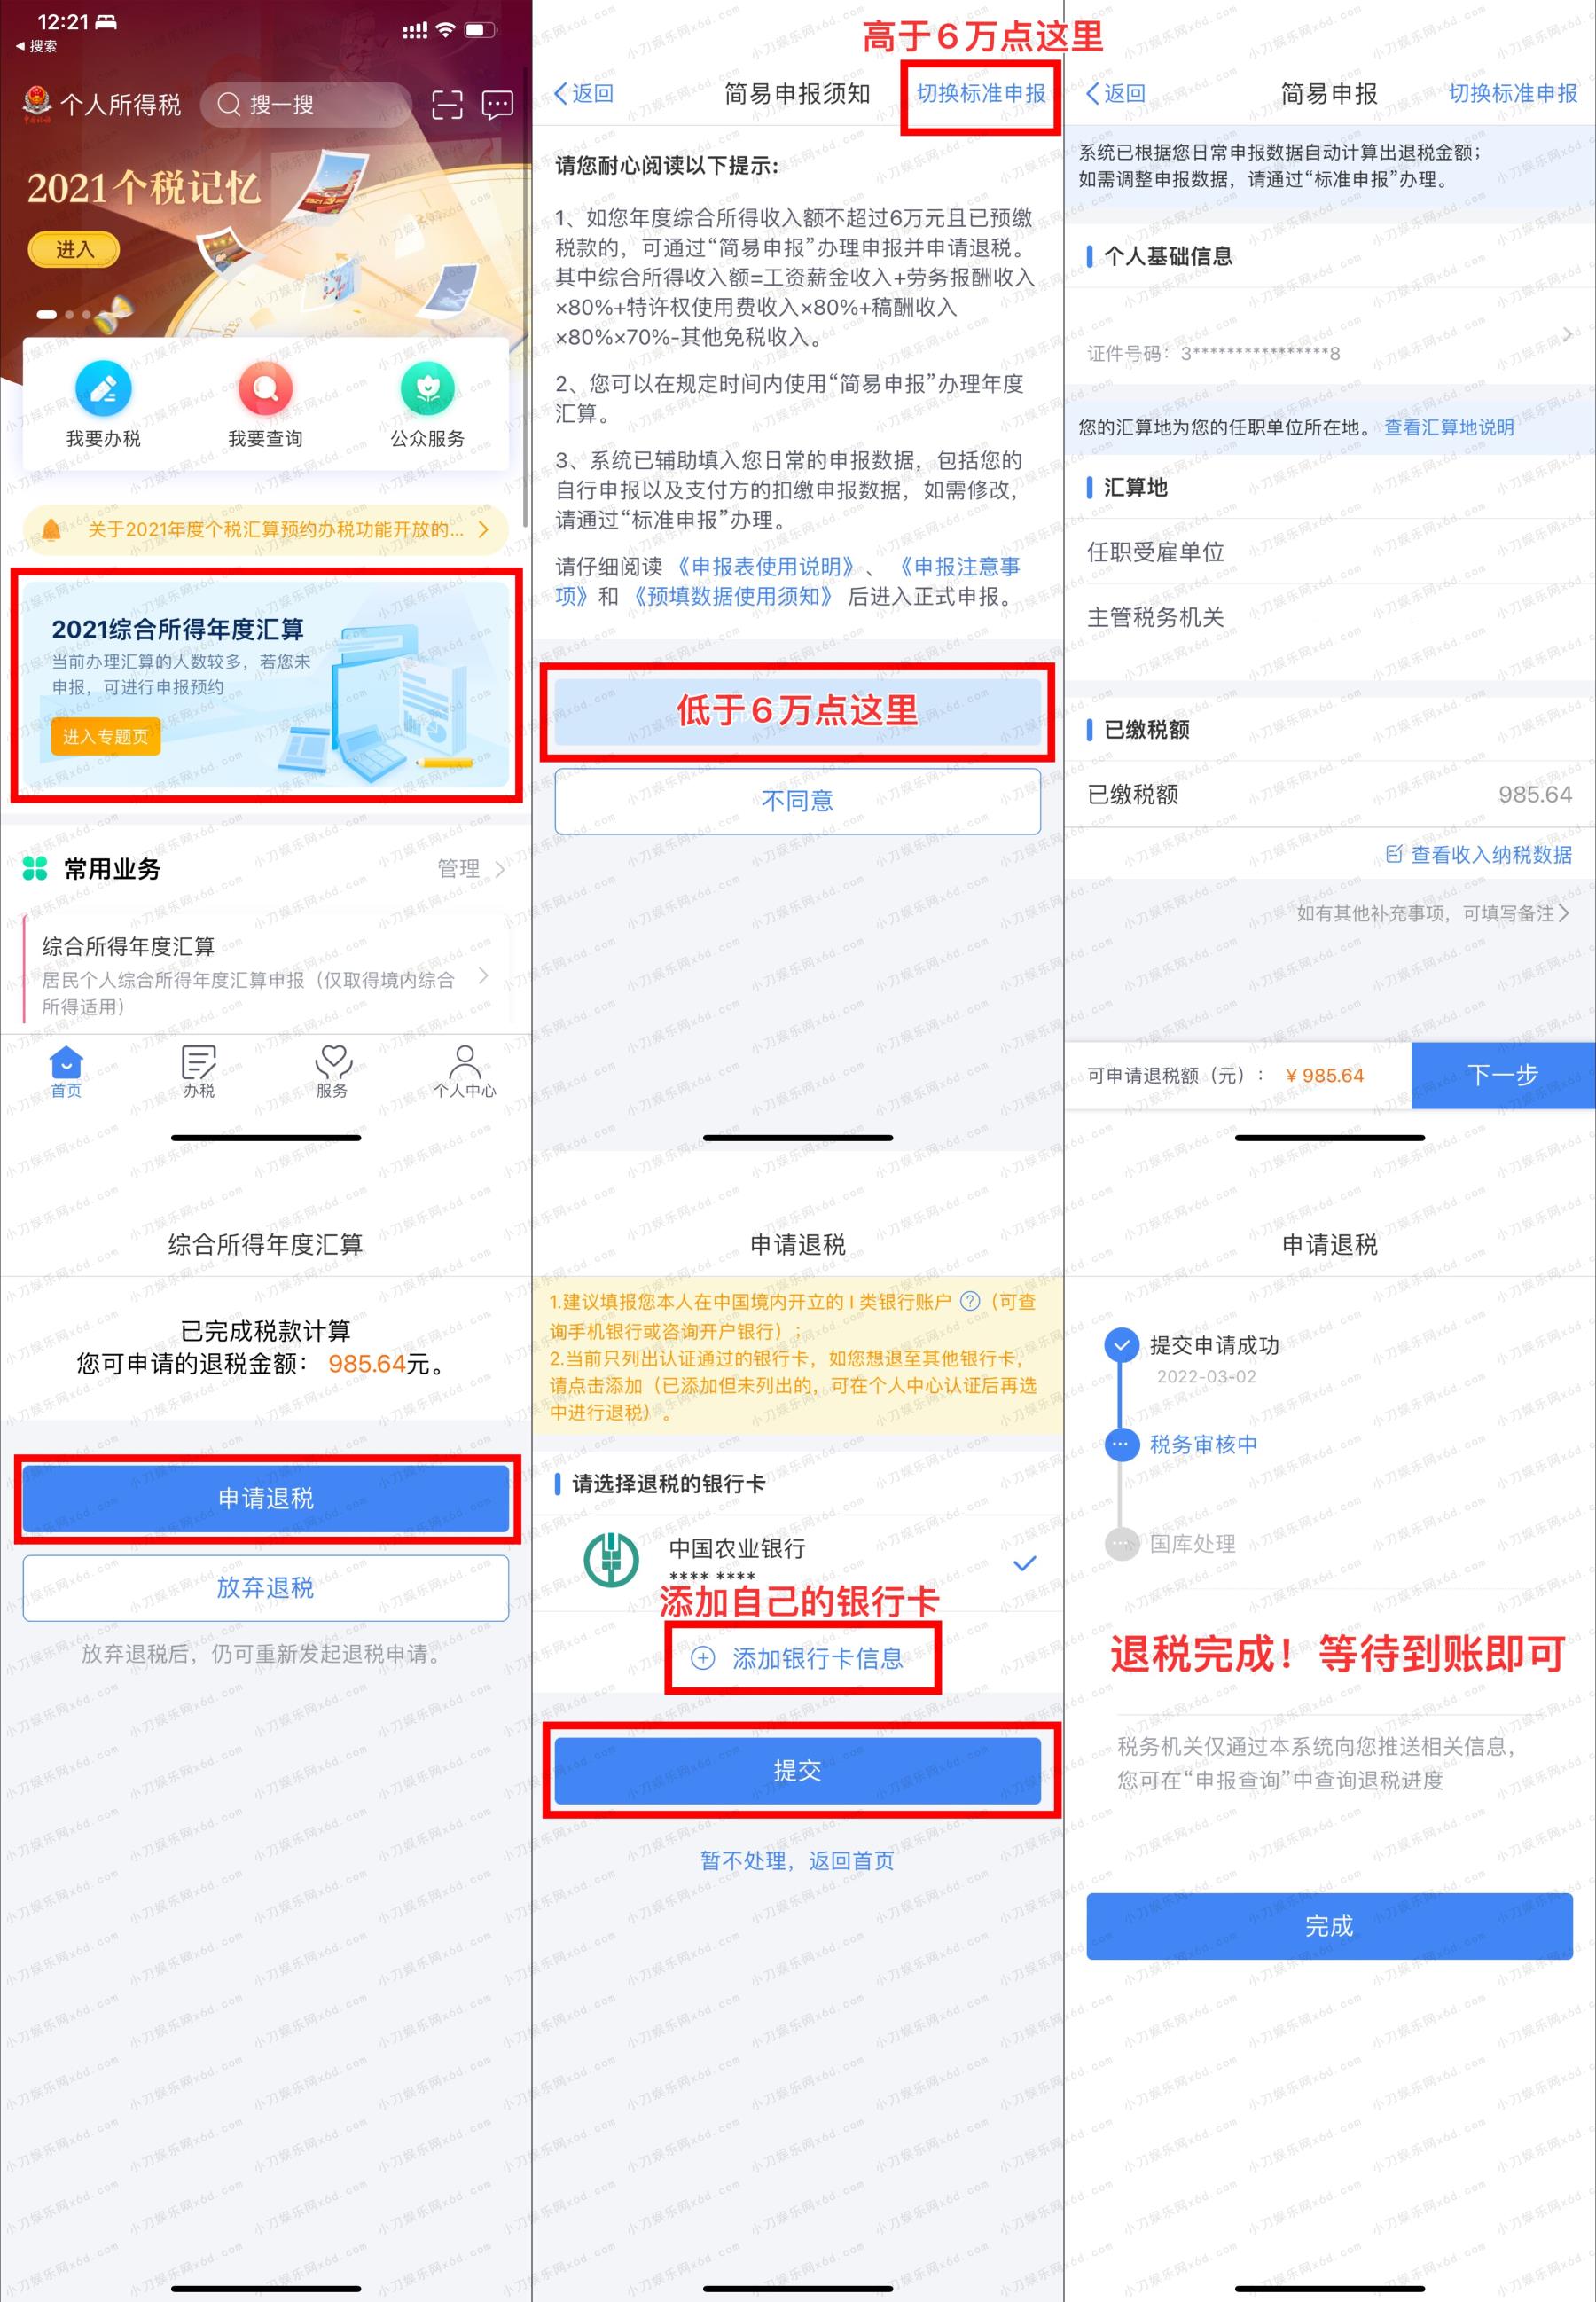 12:21
搜索
个人所得税
搜一搜
2021个税记忆
进入
我要办税
我要查询
公众服务
关于2021年度个税汇算预约办税功能开放的...
2021综合所得年度汇算
当前办理汇算的人数较多，若您未
申报，可进行申报预约
进入专题页
常用业务
管理
综合所得年度汇算
居民个人综合所得年度汇算申报（仅取得境内综合
所得适用）
首页
办税
服务
个人中心
高于6万点这里
返回
简易申报须知
切换标准申报
请您耐心阅读以下提示:
1、如您年度综合所得收入额不超过6万元且已预缴
税款的，可通过“简易申报”办理申报并申请退税。
其中综合所得收入额=工资薪金收入+劳务报酬收入
×80%+特许权使用费收入×80%+稿酬收入
×80%×70%-其他免税收入。
2、您可以在规定时间内使用“简易申报”办理年度
汇算。
3、系统已辅助填入您日常的申报数据，包括您的
自行申报以及支付方的扣缴申报数据，如需修改，
请通过“标准申报”办理。
请仔细阅读 《申报表使用说明》、 《申报注意事
项》和 《预填数据使用须知》 后进入正式申报。
低于6万点这里
不同意
返回
简易申报
切换标准申报
系统已根据您日常申报数据自动计算出退税金额；
如需调整申报数据，请通过“标准申报”办理。
个人基础信息
证件号码：3****************8
您的汇算地为您的任职单位所在地。 查看汇算地说明
汇算地
任职受雇单位
主管税务机关
已缴税额
已缴税额
985.64
查看收入纳税数据
如有其他补充事项，可填写备注
可申请退税额（元）： ¥985.64
下一步
综合所得年度汇算
已完成税款计算
您可申请的退税金额： 985.64元。
申请退税
放弃退税
放弃退税后，仍可重新发起退税申请。
申请退税
1.建议填报您本人在中国境内开立的 I 类银行账户 ?（可查
询手机银行或咨询开户银行）；
2.当前只列出认证通过的银行卡，如您想退至其他银行卡，
请点击添加（已添加但未列出的，可在个人中心认证后再选
中进行退税）。
请选择退税的银行卡
中国农业银行
**** ****
添加自己的银行卡
添加银行卡信息
提交
暂不处理，返回首页
申请退税
提交申请成功
2022-03-02
税务审核中
国库处理
退税完成！等待到账即可
税务机关仅通过本系统向您推送相关信息，
您可在“申报查询”中查询退税进度
完成
小刀娱乐网x6d.com